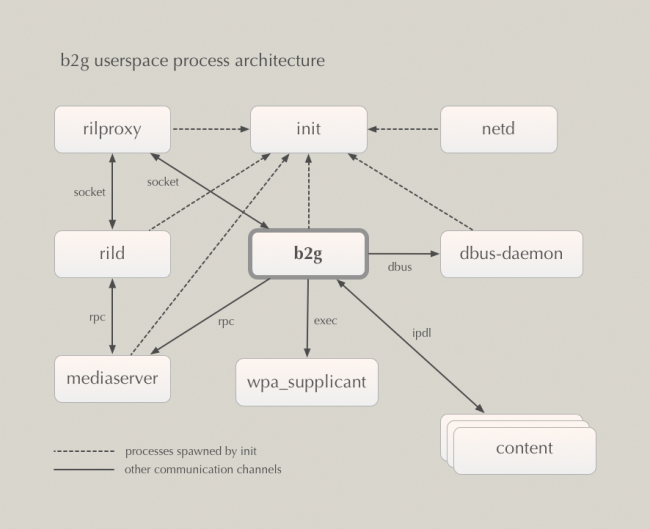 b2g userspace process architecture
rilproxy
init
netd
socket
socket
rild
b2g
dbus
dbus-daemon
rpc
rpc
exec
ipdl
mediaserver
wpa_supplicant
content
processes spawned by init
other communication channels